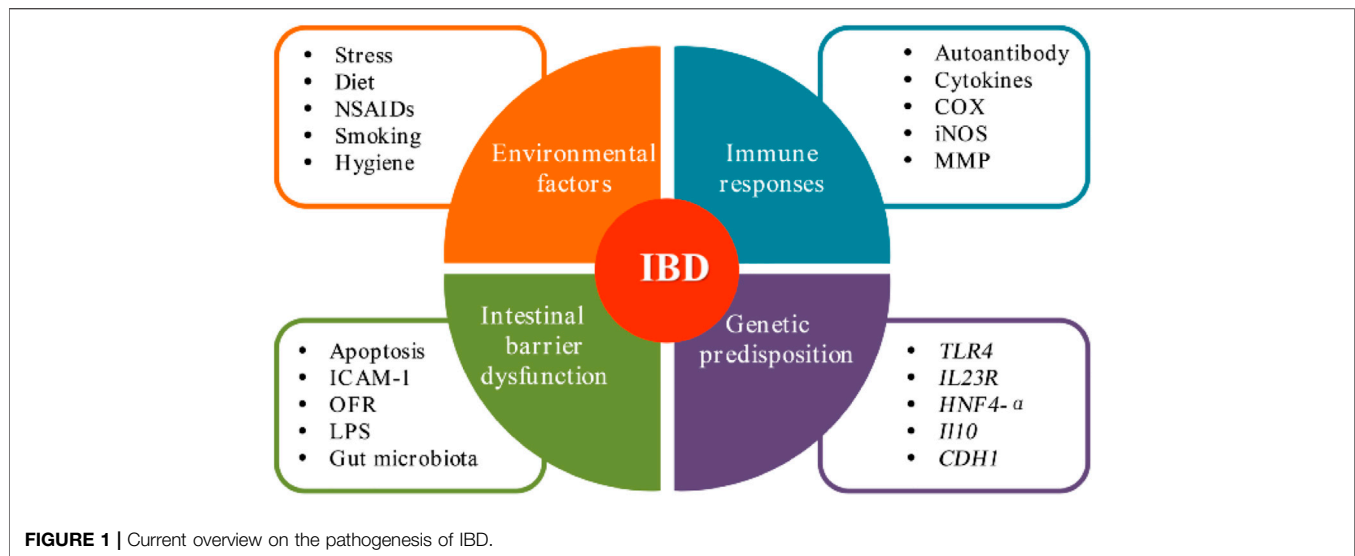 • Stress
• Diet
• NSAIDs
• Smoking
• Hygiene
• Autoantibody
• Cytokines
• COX
• iNOS
• MMP
Environmental
factors
Immune
responses
IBD
Intestinal
barrier
dysfunction
Genetic
predisposition
• Apoptosis
• ICAM-1
• OFR
• LPS
• Gut microbiota
• TLR4
• IL23R
• HNF4-α
• Il10
• CDH1
FIGURE 1 | Current overview on the pathogenesis of IBD.